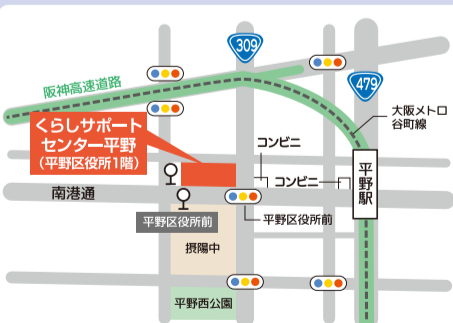 309
479
阪神高速道路
大阪メトロ
谷町線
くらしサポート
センター平野
(平野区役所1階)
コンビニ
コンビニ
平野駅
南港通
平野区役所前
平野区役所前
摂陽中
平野西公園